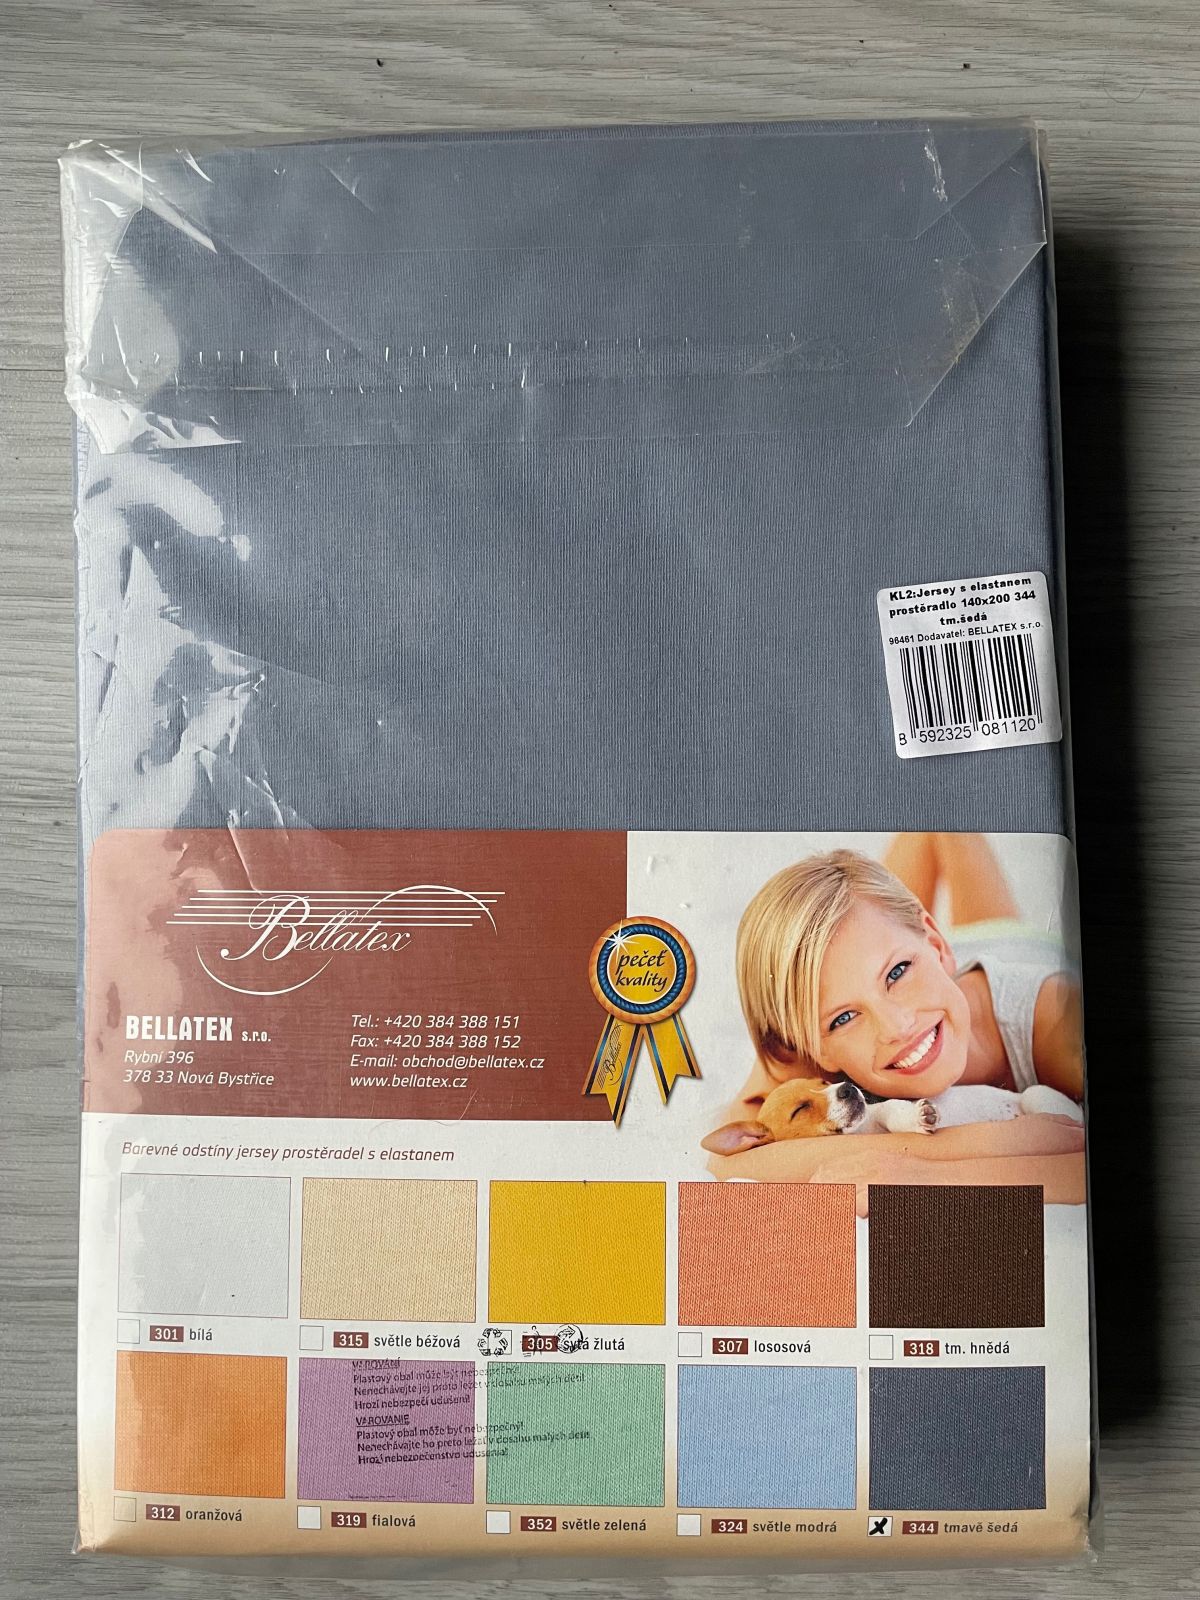 KL2:Jersey s elastanem
prostěradlo 140x200 344
tm.šedá
96461 Dodavatel: BELLATEX s.r.o.
8 592325 081120
Bellatex
pečeť
kvality
Bellatex
BELLATEX s.r.o.
Rybní 396
378 33 Nová Bystřice
Tel.: +420 384 388 151
Fax: +420 384 388 152
E-mail: obchod@bellatex.cz
www.bellatex.cz
Barevné odstíny jersey prostěradel s elastanem
301 bílá
315 světle béžová
305 sytá žlutá
307 lososová
318 tm. hnědá
VAROVÁNÍ
Plastový obal může být nebezpečný!
Nenechávejte jej proto ležet v dosahu malých dětí!
Hrozí nebezpečí udušení!
VAROVANIE
Plastový obal môže byť nebezpečný!
Nenechávajte ho preto ležať v dosahu malých detí!
Hrozí nebezpečenstvo udusenia!
312 oranžová
319 fialová
352 světle zelená
324 světle modrá
344 tmavě šedá